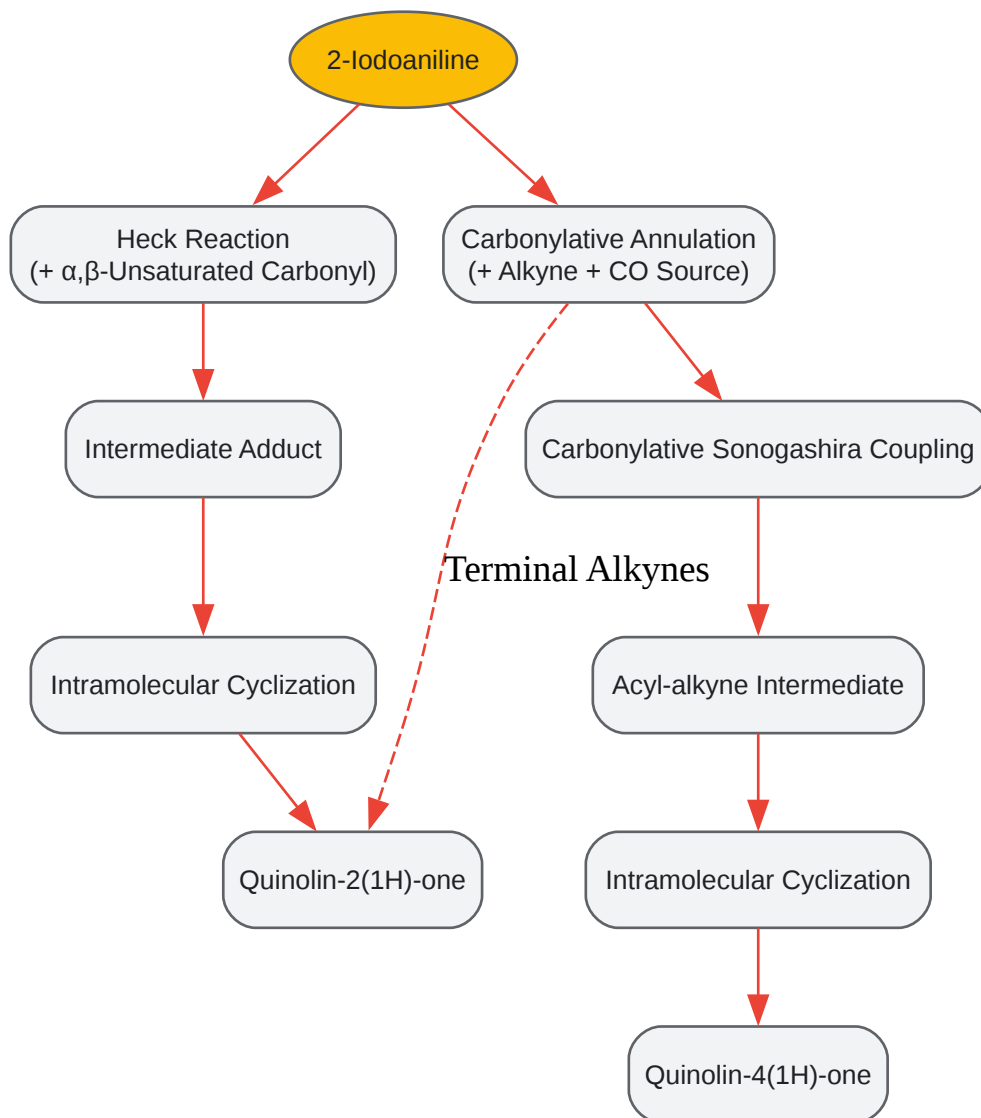 2-Iodoaniline
Heck Reaction
(+ α,β-Unsaturated Carbonyl)
Carbonylative Annulation
(+ Alkyne + CO Source)
Intermediate Adduct
Carbonylative Sonogashira Coupling
Terminal Alkynes
Intramolecular Cyclization
Acyl-alkyne Intermediate
Quinolin-2(1H)-one
Intramolecular Cyclization
Quinolin-4(1H)-one